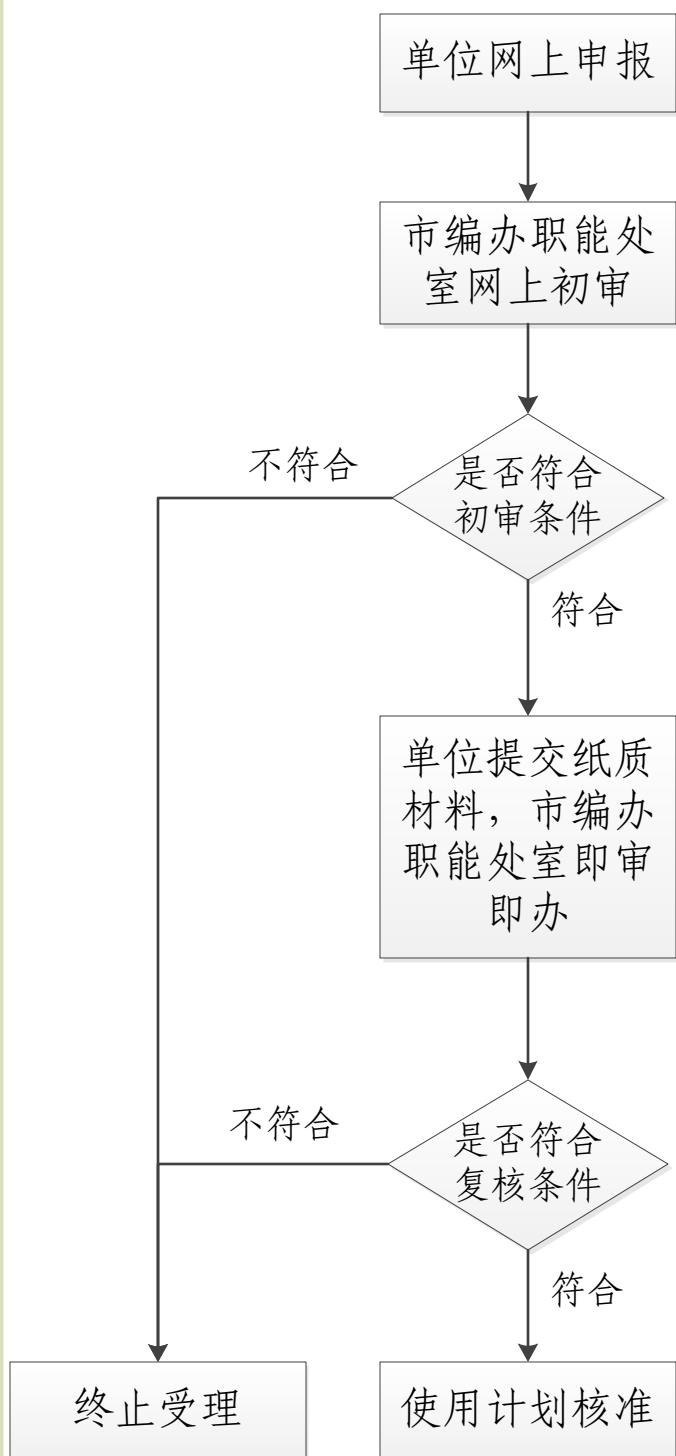 单位网上申报
市编办职能处
室网上初审
不符合
是否符合
初审条件
符合
单位提交纸质
材料，市编办
职能处室即审
即办
不符合
是否符合
复核条件
符合
终止受理
使用计划核准